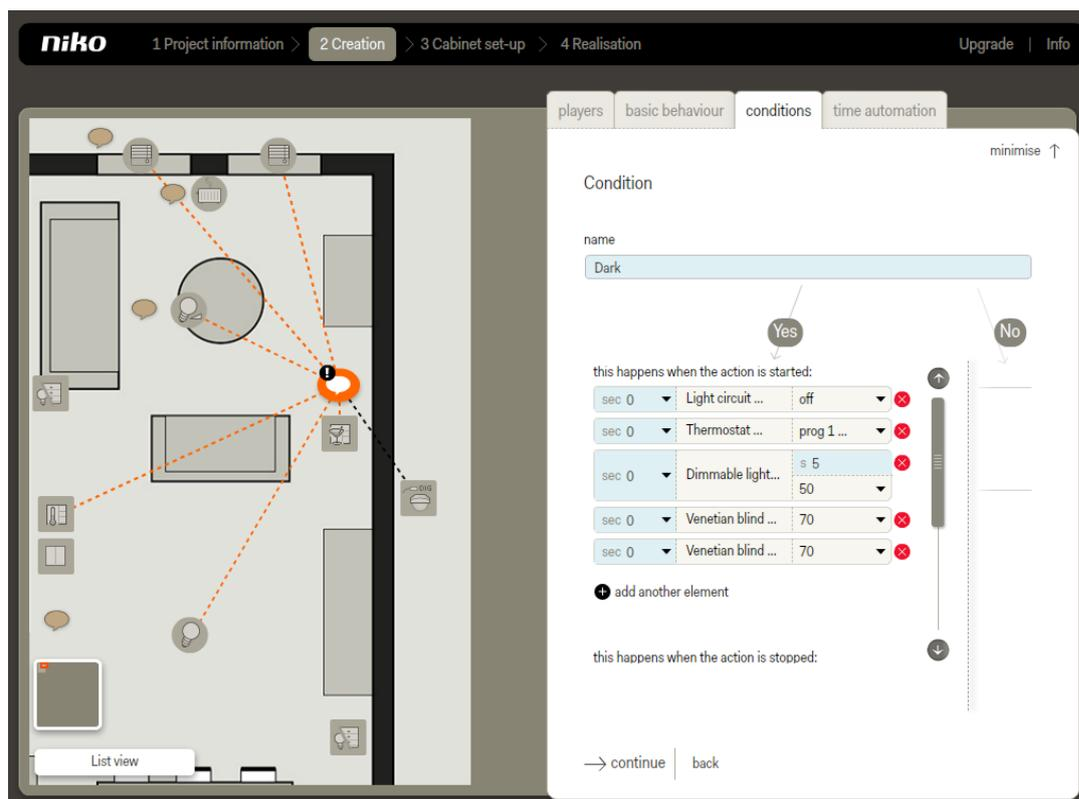 niko 1 Project information > 2 Creation > 3 Cabinet set-up > 4 Realisation Upgrade | Info
players basic behaviour conditions time automation
minimise ↑
Condition
name
Dark
Yes No
this happens when the action is started:
sec 0 Light circuit ... off
sec 0 Thermostat ... prog 1 ...
sec 0 Dimmable light... s 5
50
sec 0 Venetian blind ... 70
sec 0 Venetian blind ... 70
add another element
this happens when the action is stopped:
→ continue back
DIG
List view